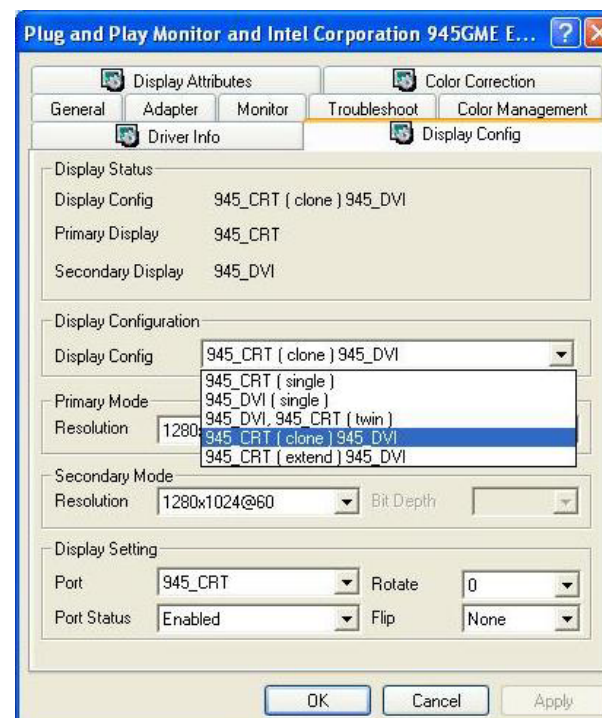 Plug and Play Monitor and Intel Corporation 945GME E...
Display Attributes Color Correction
General Adapter Monitor Troubleshoot Color Management
Driver Info Display Config
Display Status
Display Config 945_CRT ( clone ) 945_DVI
Primary Display 945_CRT
Secondary Display 945_DVI
Display Configuration
Display Config 945_CRT ( clone ) 945_DVI
945_CRT ( single )
945_DVI ( single )
945_DVI, 945_CRT ( twin )
945_CRT ( clone ) 945_DVI
945_CRT ( extend ) 945_DVI
Primary Mode
Resolution 1280
Secondary Mode
Resolution 1280x1024@60 Bit Depth
Display Setting
Port 945_CRT Rotate 0
Port Status Enabled Flip None
OK Cancel Apply